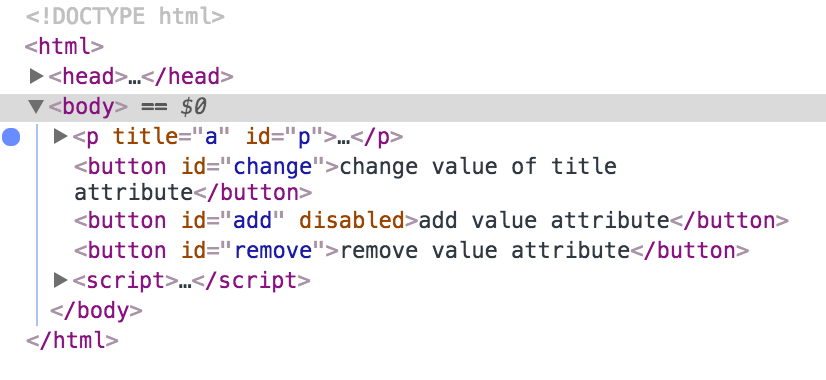 <!DOCTYPE html>
<html>
▶<head>…</head>
▼<body> == $0
▶<p title="a" id="p">…</p>
<button id="change">change value of title
attribute</button>
<button id="add" disabled>add value attribute</button>
<button id="remove">remove value attribute</button>
▶<script>…</script>
</body>
</html>